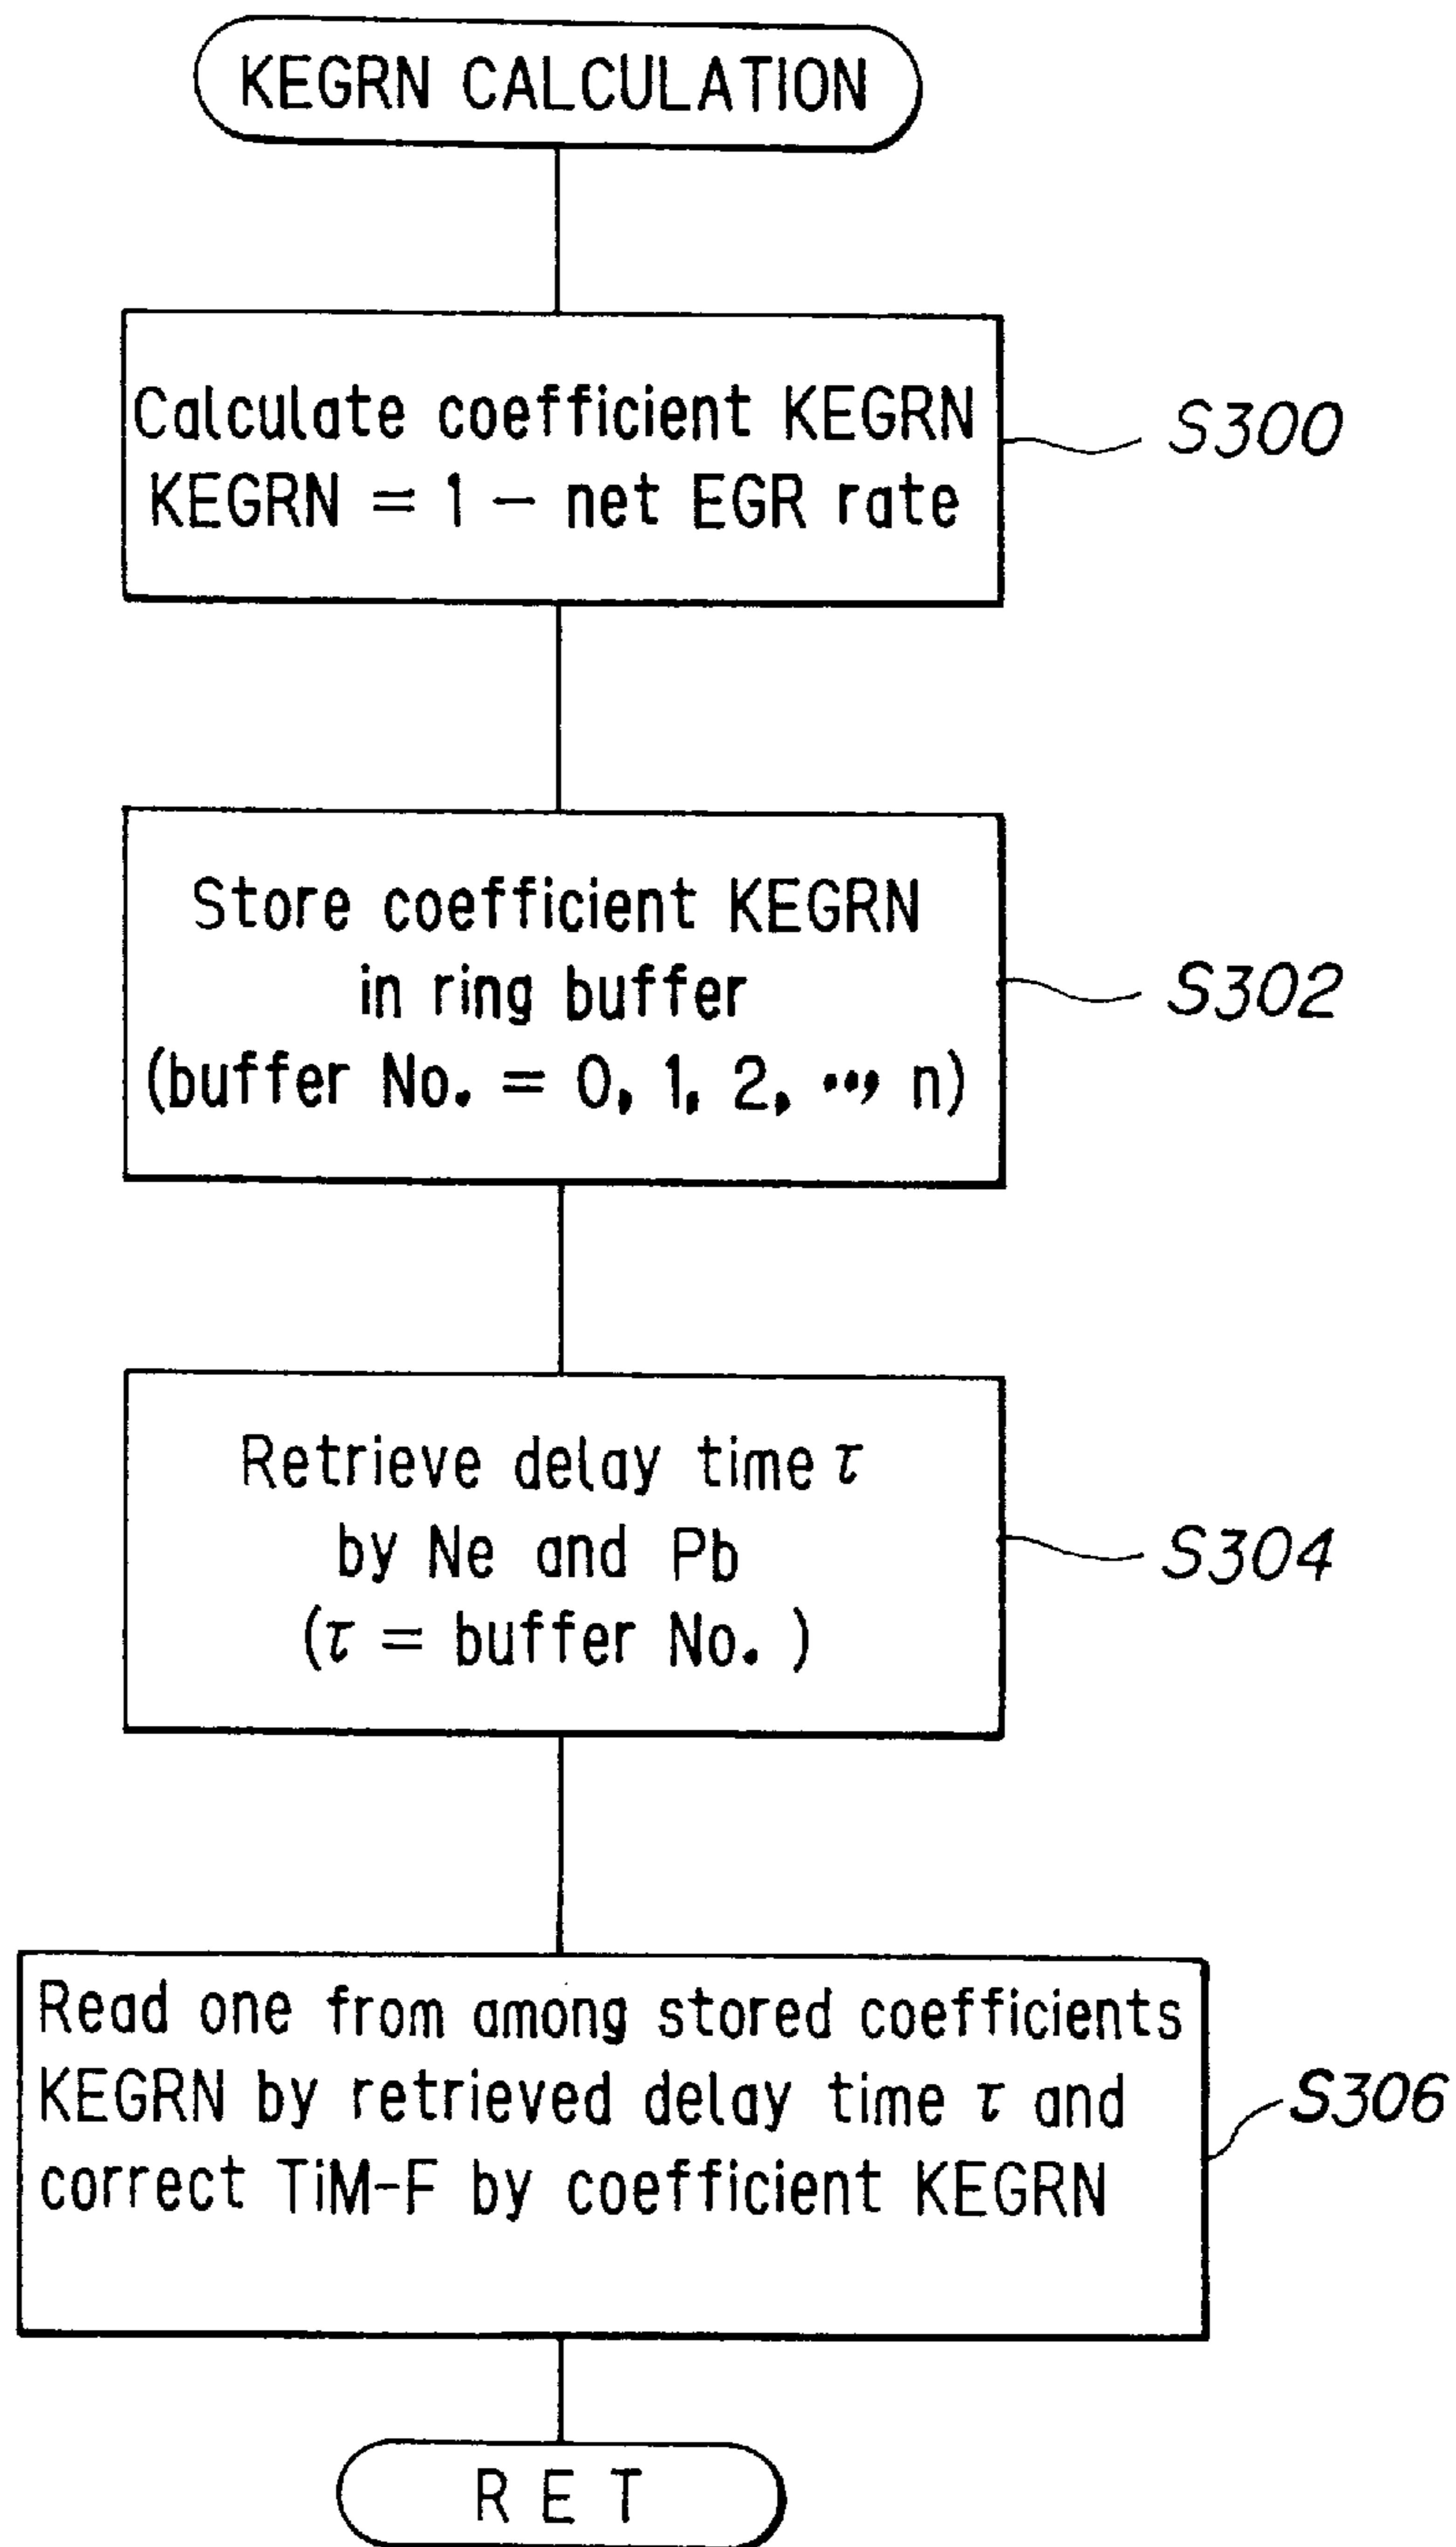 KEGRN CALCULATION
Calculate coefficient KEGRN
KEGRN = 1 − net EGR rate
S300
Store coefficient KEGRN
in ring buffer
(buffer No. = 0, 1, 2, ..., n)
S302
Retrieve delay time τ
by Ne and Pb
(τ = buffer No. )
S304
Read one from among stored coefficients
KEGRN by retrieved delay time τ and
correct TiM-F by coefficient KEGRN
S306
R E T